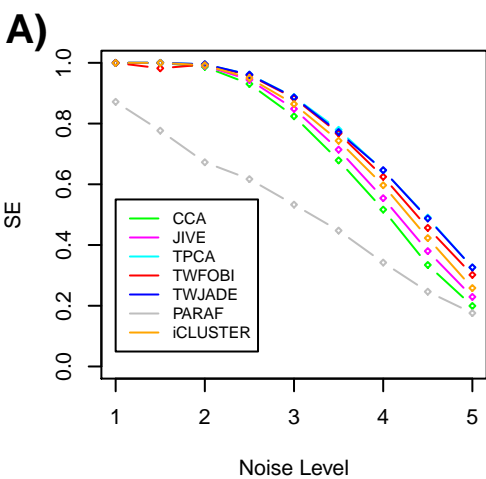 A)
SE
1.0
0.8
0.6
0.4
0.2
0.0
CCA
JIVE
TPCA
TWFOBI
TWJADE
PARAF
iCLUSTER
1 2 3 4 5
Noise Level